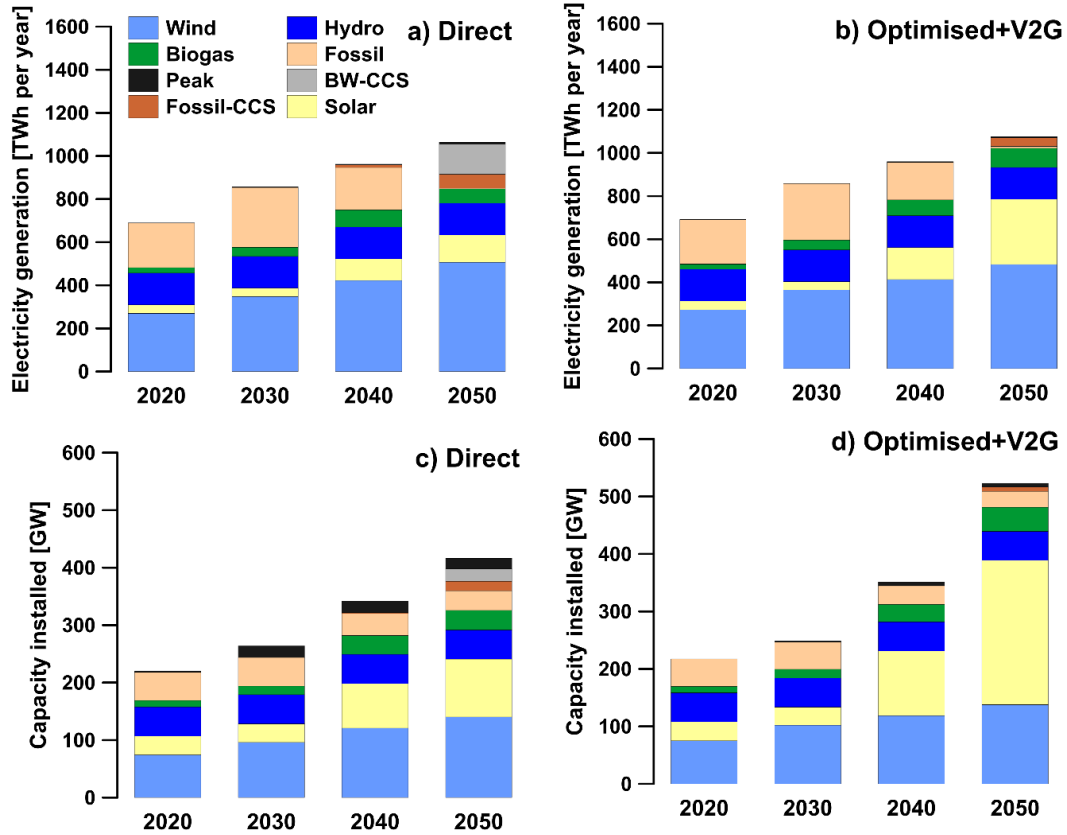 a) Direct
Electricity generation [TWh per year]
1600
1400
1200
1000
800
600
400
200
0
Wind
Hydro
Biogas
Fossil
Peak
BW-CCS
Fossil-CCS
Solar
2020 2030 2040 2050
b) Optimised+V2G
Electricity generation [TWh per year]
1600
1400
1200
1000
800
600
400
200
0
2020 2030 2040 2050
c) Direct
Capacity installed [GW]
600
500
400
300
200
100
0
2020 2030 2040 2050
d) Optimised+V2G
Capacity installed [GW]
600
500
400
300
200
100
0
2020 2030 2040 2050